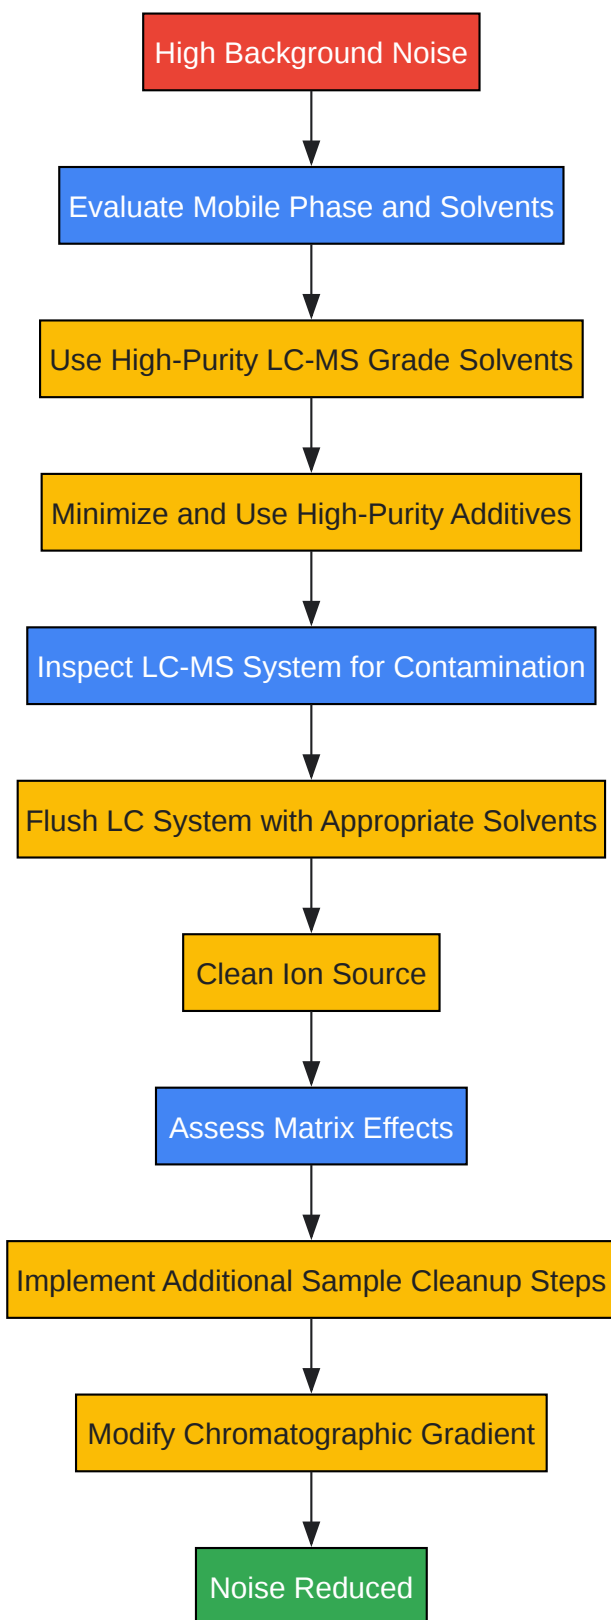 High Background Noise
Evaluate Mobile Phase and Solvents
Use High-Purity LC-MS Grade Solvents
Minimize and Use High-Purity Additives
Inspect LC-MS System for Contamination
Flush LC System with Appropriate Solvents
Clean Ion Source
Assess Matrix Effects
Implement Additional Sample Cleanup Steps
Modify Chromatographic Gradient
Noise Reduced